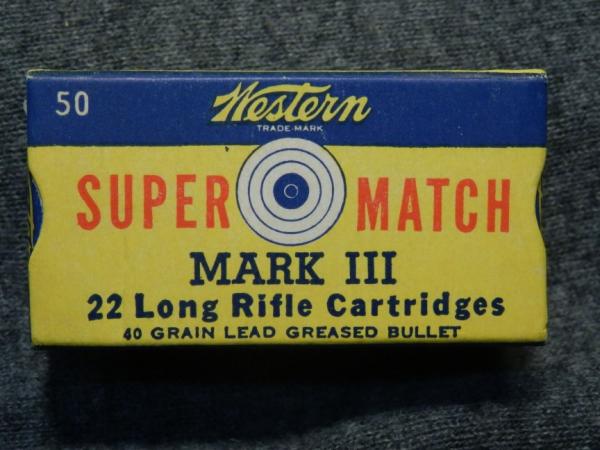 50
Western
TRADE-MARK
SUPER MATCH
MARK III
22 Long Rifle Cartridges
40 GRAIN LEAD GREASED BULLET